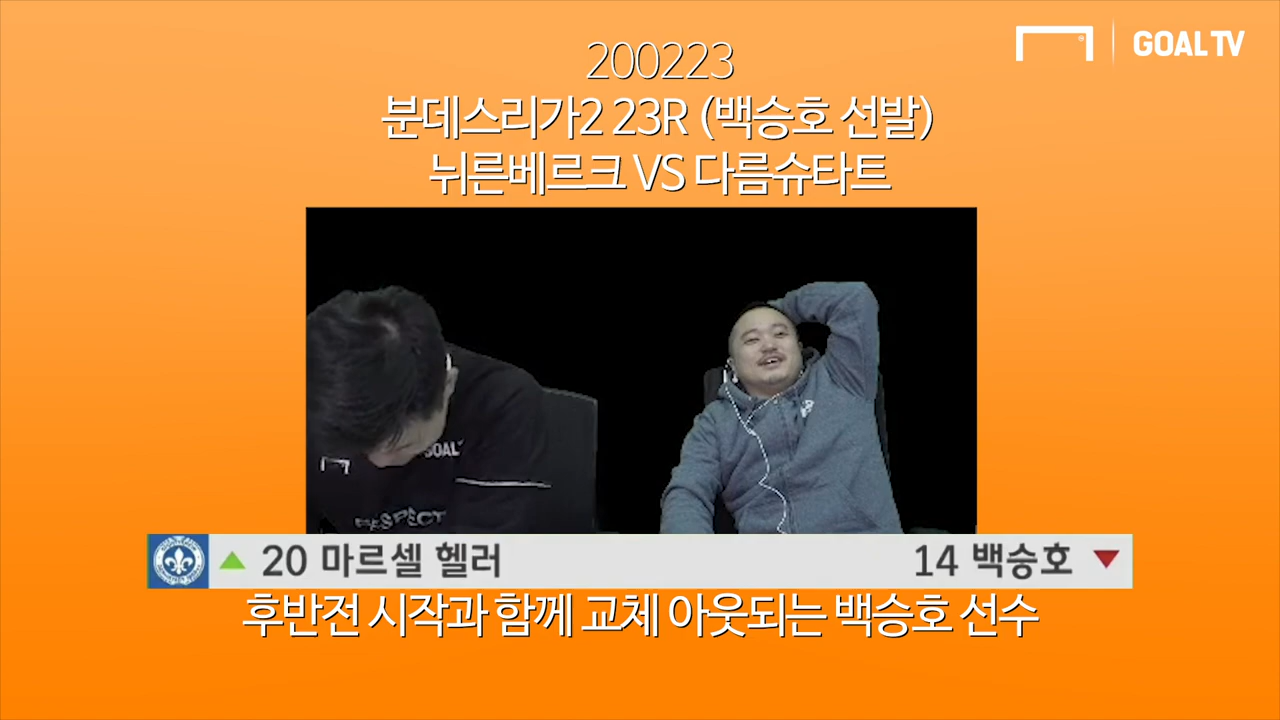 GOAL TV
200223
분데스리가2 23R (백승호 선발)
뉘른베르크 VS 다름슈타트
GOAL
RESPECT
20 마르셀 헬러
14 백승호
후반전 시작과 함께 교체 아웃되는 백승호 선수